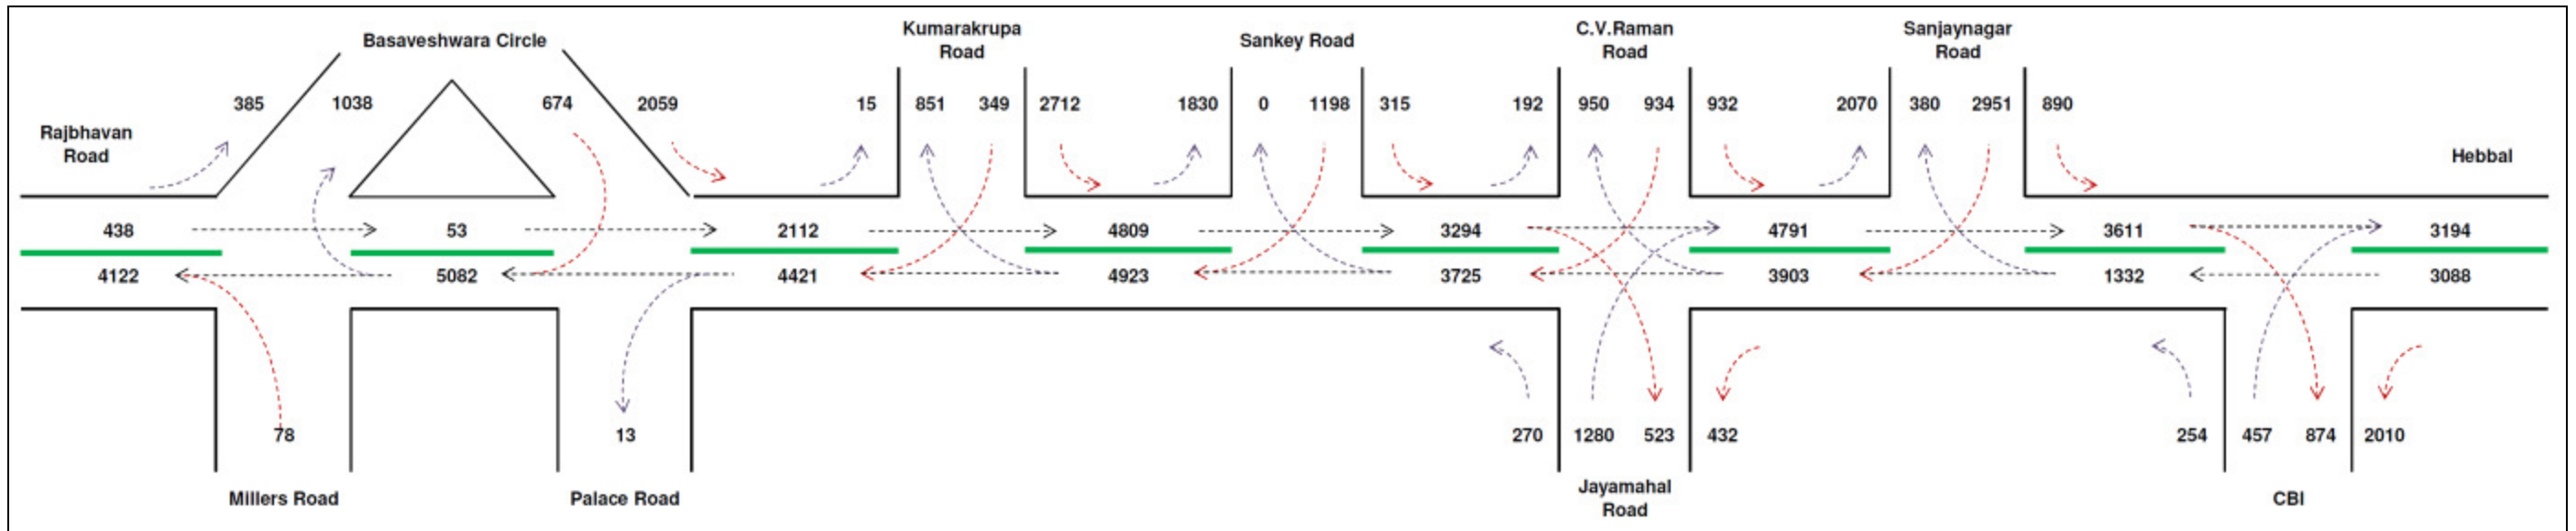 Basaveshwara Circle
Kumarakrupa
Road
Sankey Road
C.V.Raman
Road
Sanjaynagar
Road
385 1038 674 2059 15 851 349 2712 1830 0 1198 315 192 950 934 932 2070 380 2951 890
Rajbhavan
Road
Hebbal
438 53 2112 4809 3294 4791 3611 3194
4122 5082 4421 4923 3725 3903 1332 3088
78 13 270 1280 523 432 254 457 874 2010
Millers Road
Palace Road
Jayamahal
Road
CBI